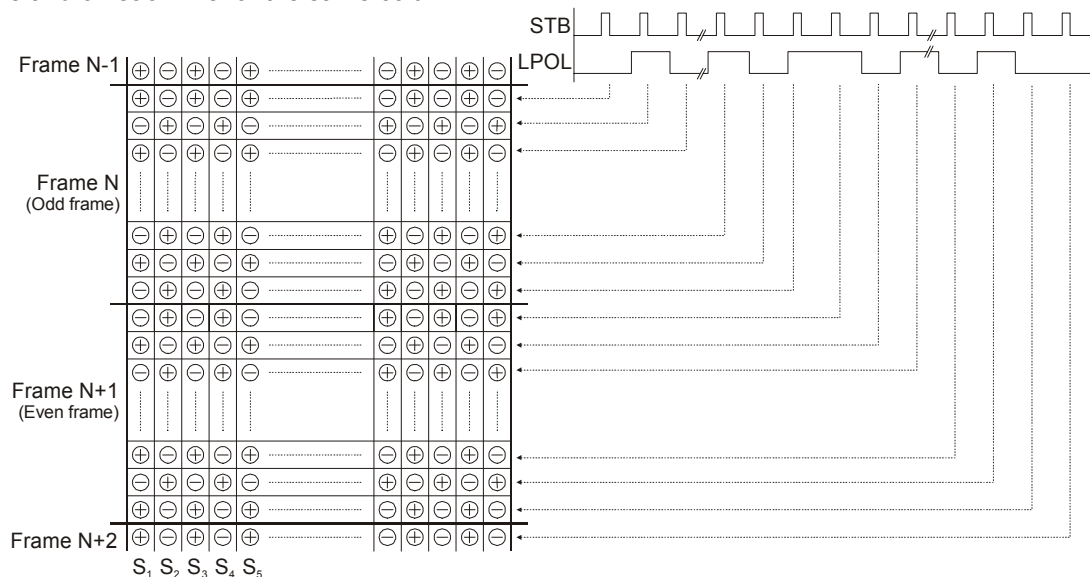 STB
LPOL
Frame N-1
Frame N
(Odd frame)
Frame N+1
(Even frame)
Frame N+2
S₁ S₂ S₃ S₄ S₅